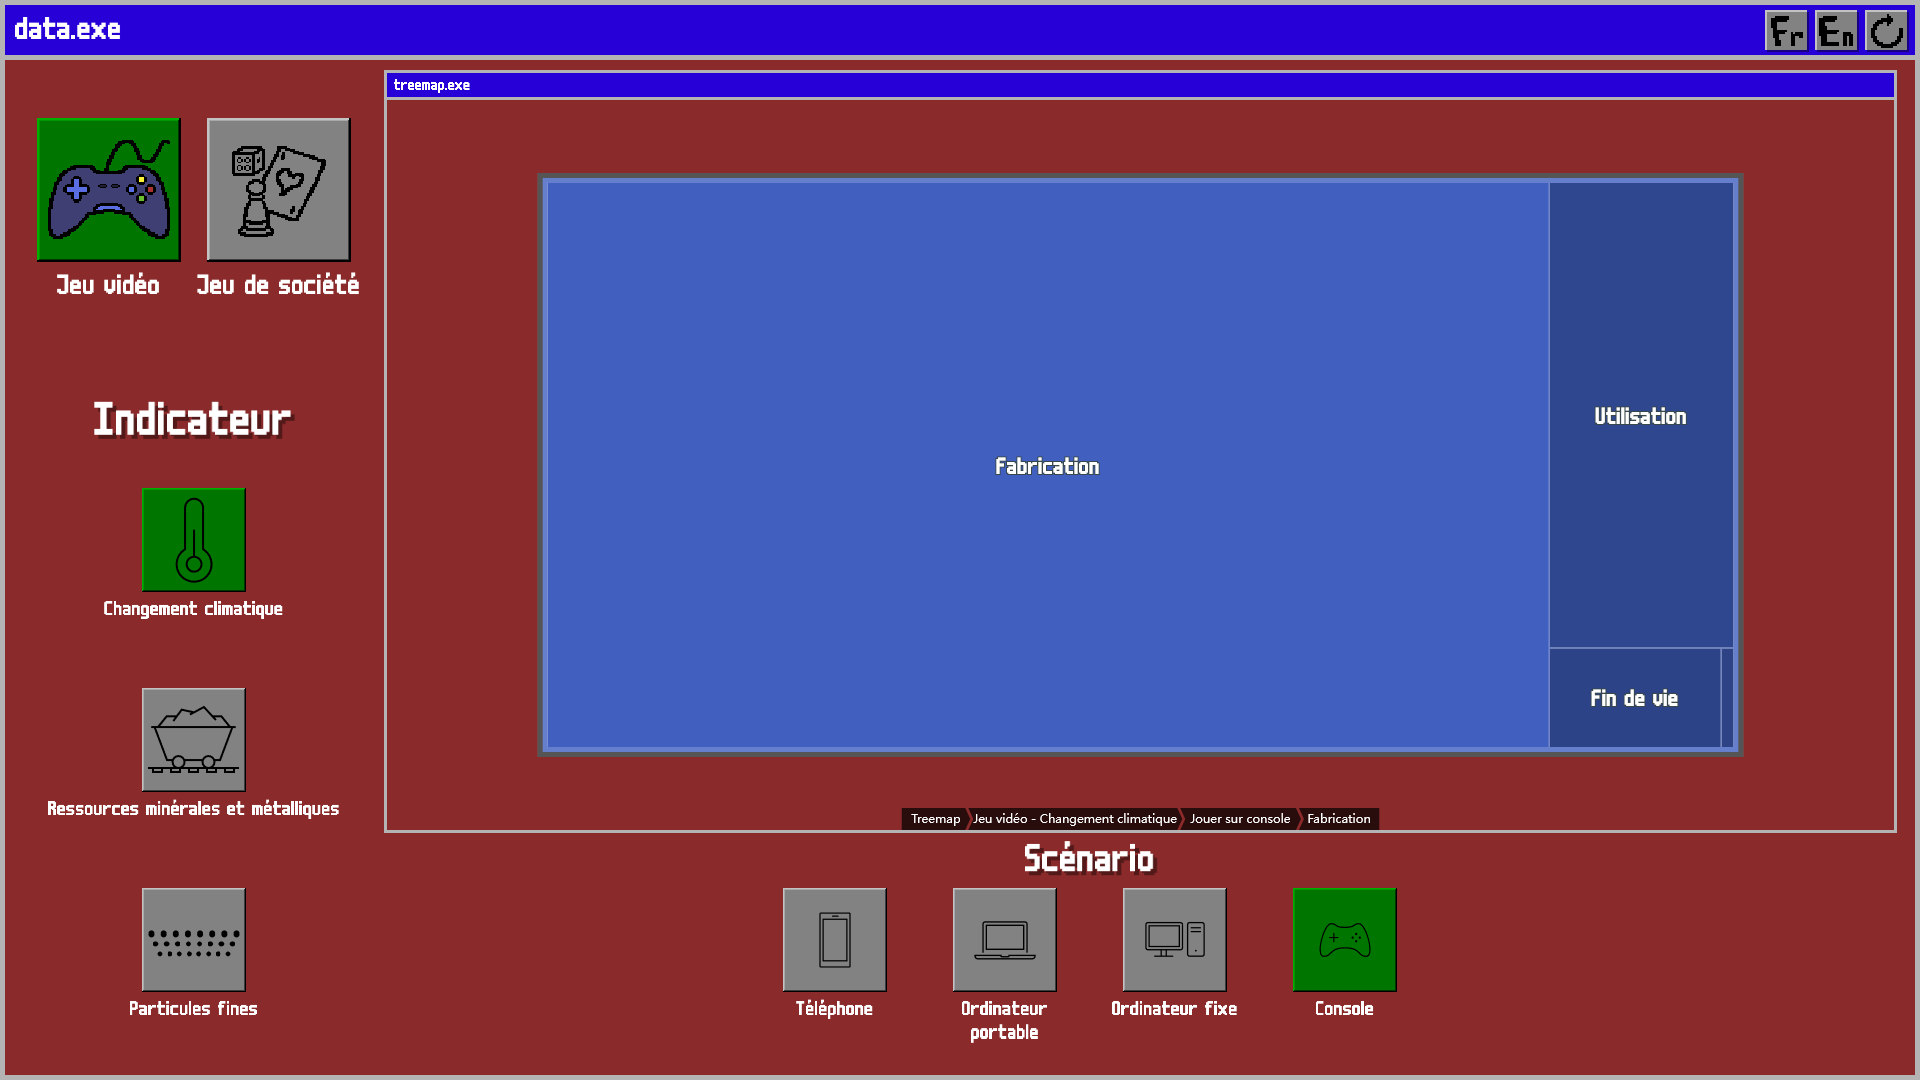 data.exe
Fr En
treemap.exe
Jeu vidéo
Jeu de société
Indicateur
Changement climatique
Ressources minérales et métalliques
Particules fines
Fabrication
Utilisation
Fin de vie
Treemap Jeu vidéo - Changement climatique Jouer sur console Fabrication
Scénario
Téléphone
Ordinateur
portable
Ordinateur fixe
Console